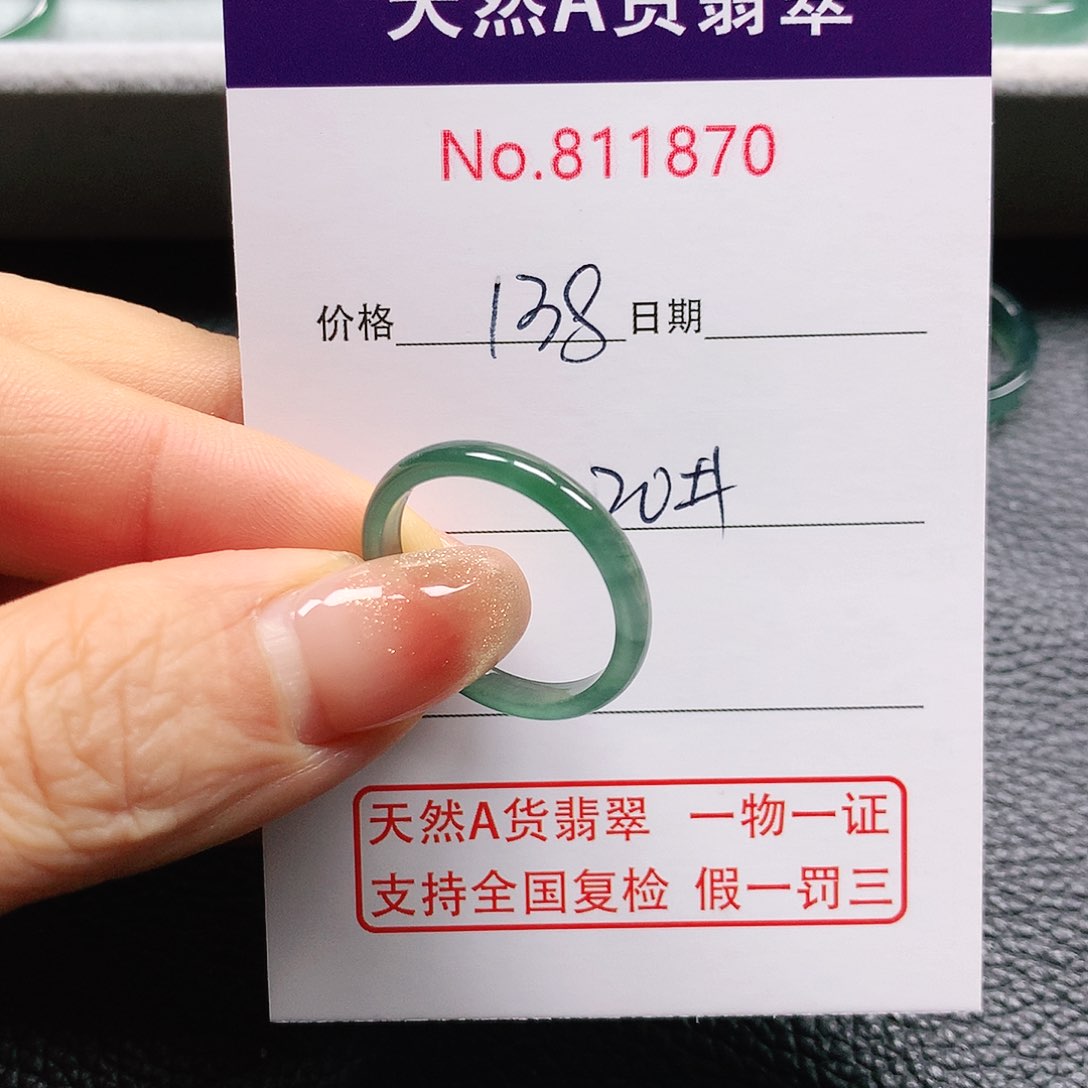 天然A货翡翠
No.811870
价格 138 日期
20#
天然A货翡翠 一物一证
支持全国复检 假一罚三